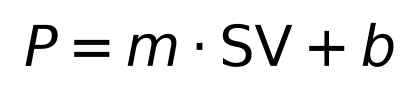 P = m · SV + b